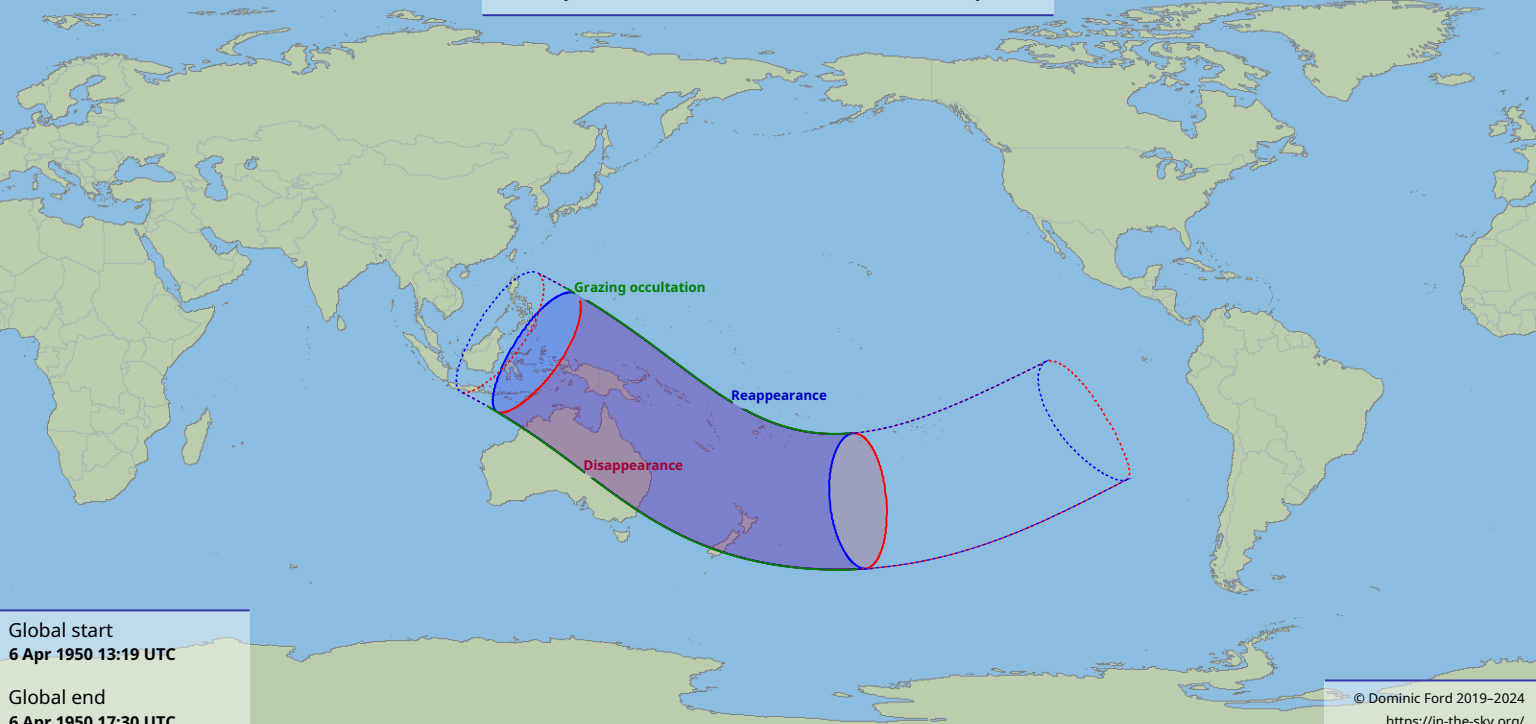 Grazing occultation
Reappearance
Disappearance
Global start
6 Apr 1950 13:19 UTC
Global end
6 Apr 1950 17:30 UTC
© Dominic Ford 2019–2024
https://in-the-sky.org/